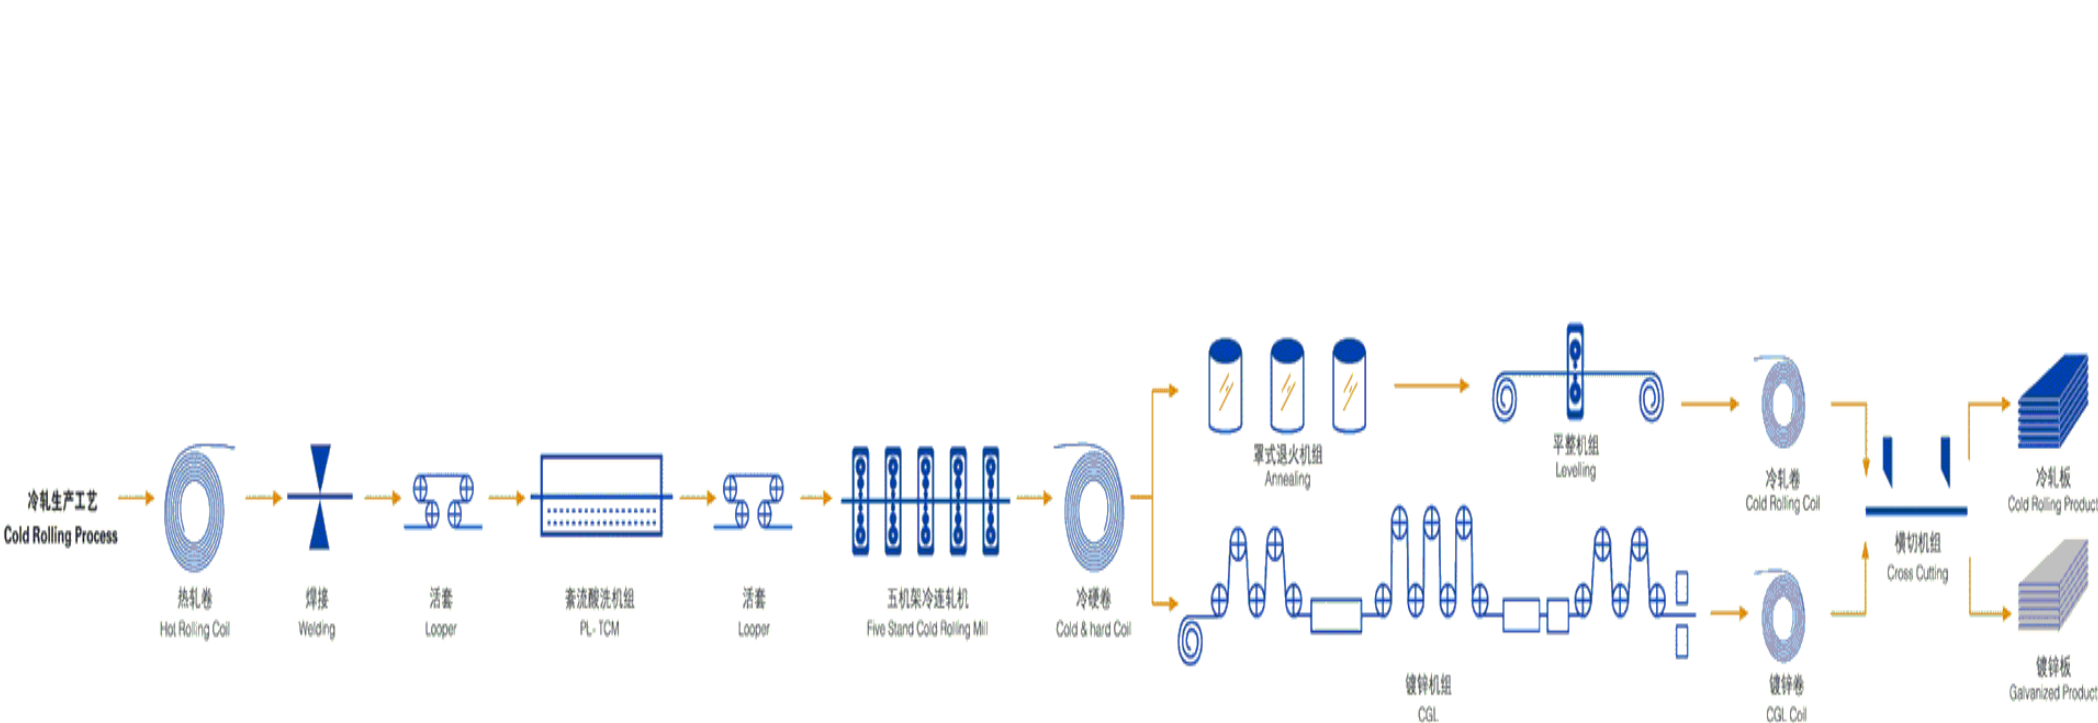 冷轧生产工艺
Cold Rolling Process
热轧卷
Hot Rolling Coil
焊接
Welding
活套
Looper
紊流酸洗机组
PL- TCM
活套
Looper
五机架冷连轧机
Five Stand Cold Rolling Mill
冷硬卷
Cold & hard Coil
罩式退火机组
Annealing
平整机组
Levelling
冷轧卷
Cold Rolling Coil
镀锌机组
CGL
镀锌卷
CGL Coil
横切机组
Cross Cutting
冷轧板
Cold Rolling Product
镀锌板
Galvanized Product